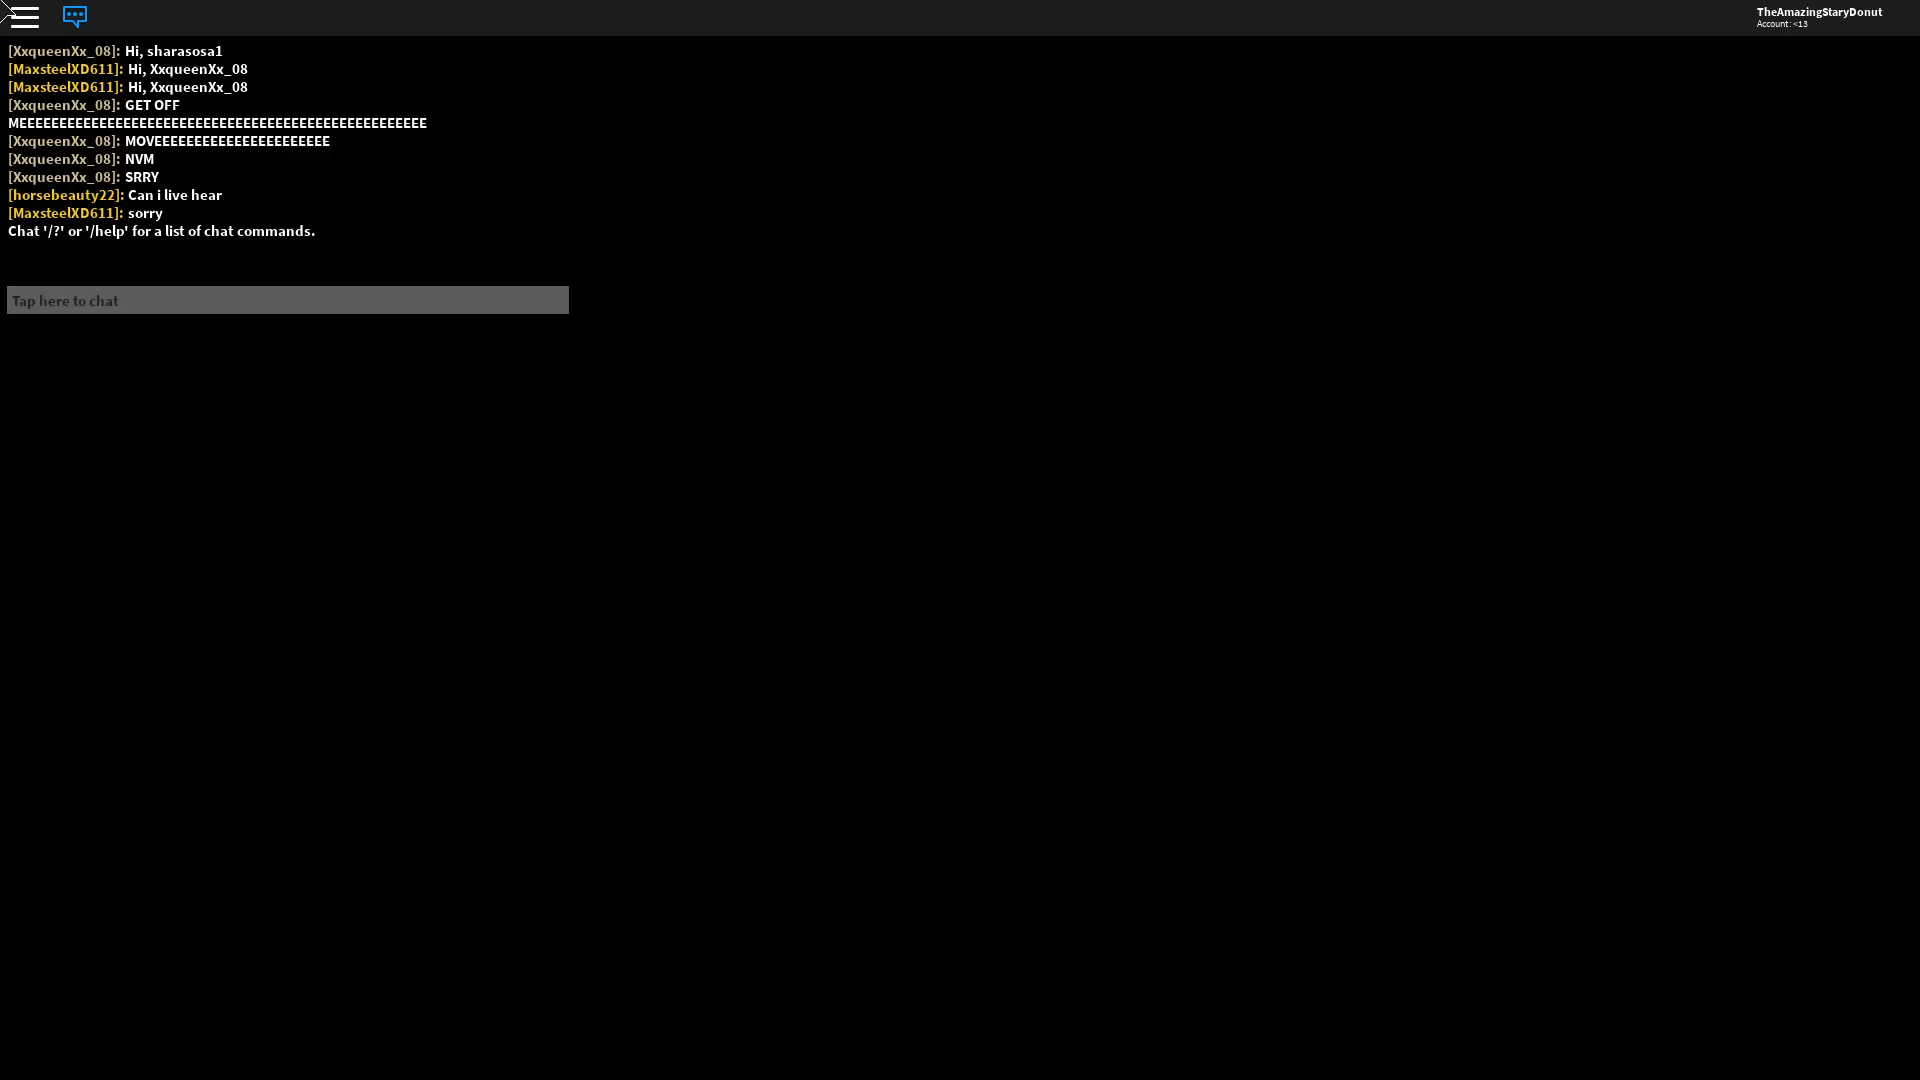 TheAmazingStaryDonut
Account: <13
[XxqueenXx_08]: Hi, sharasosa1
[MaxsteelXD611]: Hi, XxqueenXx_08
[MaxsteelXD611]: Hi, XxqueenXx_08
[XxqueenXx_08]: GET OFF
MEEEEEEEEEEEEEEEEEEEEEEEEEEEEEEEEEEEEEEEEEEEEEEEEEEE
[XxqueenXx_08]: MOVEEEEEEEEEEEEEEEEEEEEEE
[XxqueenXx_08]: NVM
[XxqueenXx_08]: SRRY
[horsebeauty22]: Can i live hear
[MaxsteelXD611]: sorry
Chat '/?' or '/help' for a list of chat commands.
Tap here to chat